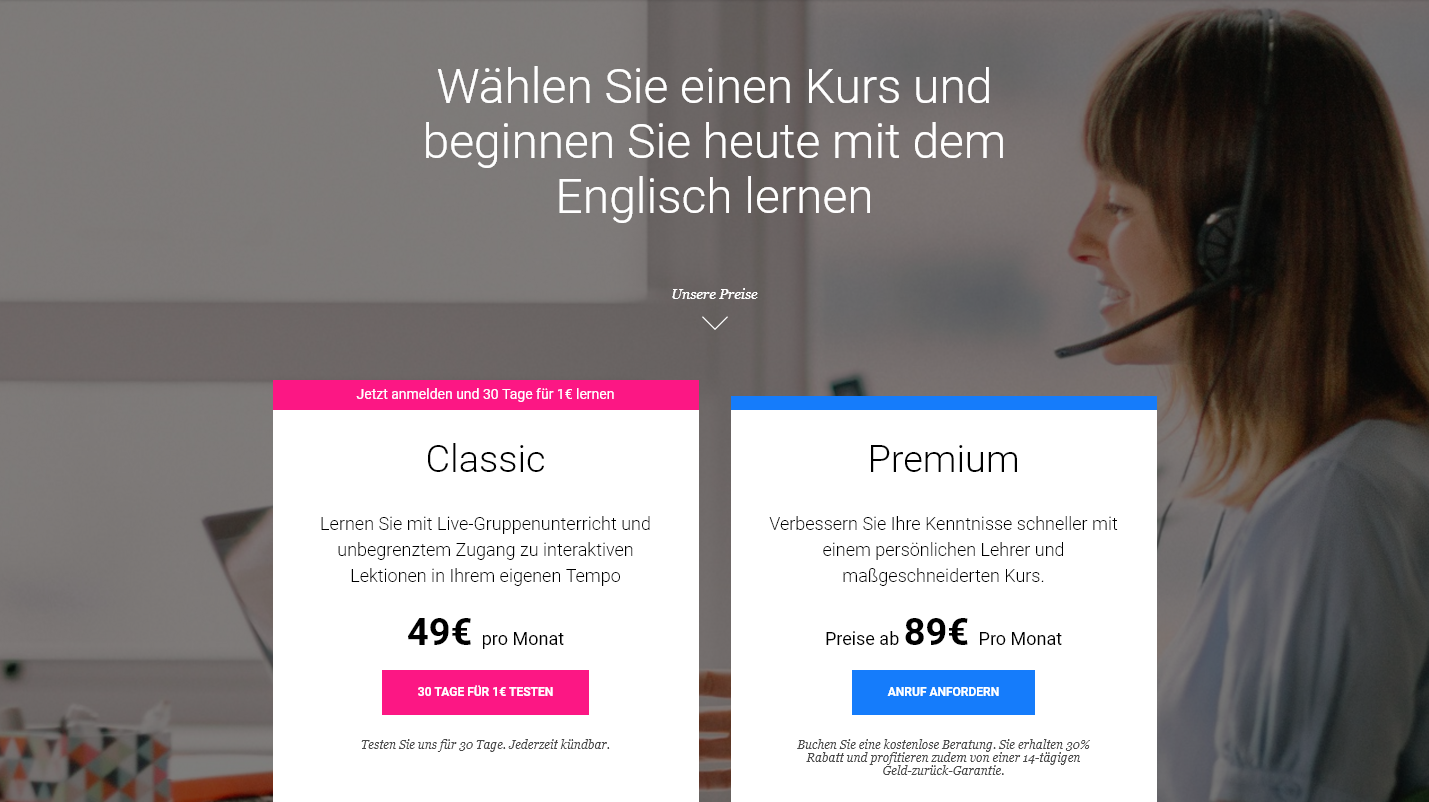 Wählen Sie einen Kurs und
beginnen Sie heute mit dem
Englisch lernen
Unsere Preise
Jetzt anmelden und 30 Tage für 1€ lernen
Classic
Lernen Sie mit Live-Gruppenunterricht und
unbegrenztem Zugang zu interaktiven
Lektionen in Ihrem eigenen Tempo
49€ pro Monat
30 TAGE FÜR 1€ TESTEN
Testen Sie uns für 30 Tage. Jederzeit kündbar.
Premium
Verbessern Sie Ihre Kenntnisse schneller mit
einem persönlichen Lehrer und
maßgeschneiderten Kurs.
Preise ab 89€ Pro Monat
ANRUF ANFORDERN
Buchen Sie eine kostenlose Beratung. Sie erhalten 30%
Rabatt und profitieren zudem von einer 14-tägigen
Geld-zurück-Garantie.